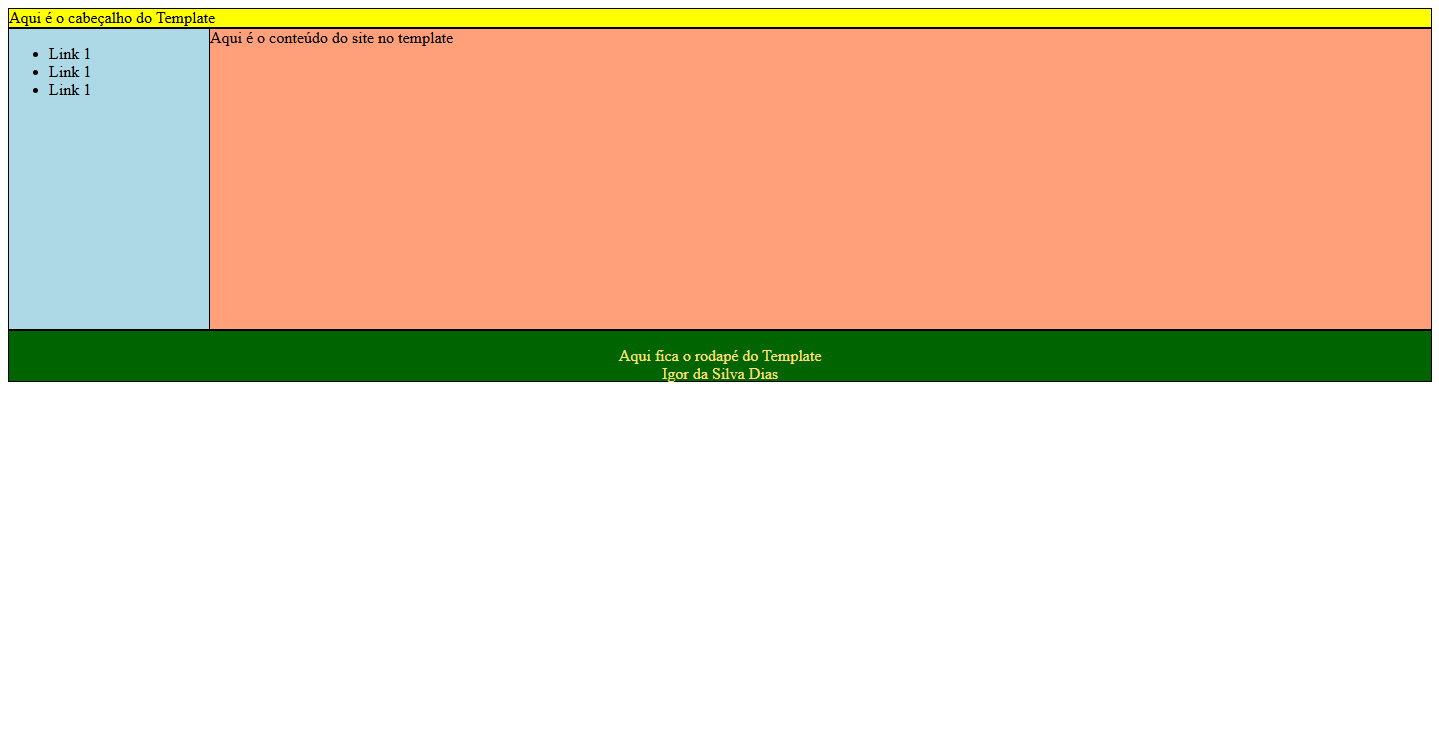 Aqui é o cabeçalho do Template
Link 1
Link 1
Link 1
Aqui é o conteúdo do site no template
Aqui fica o rodapé do Template
Igor da Silva Dias